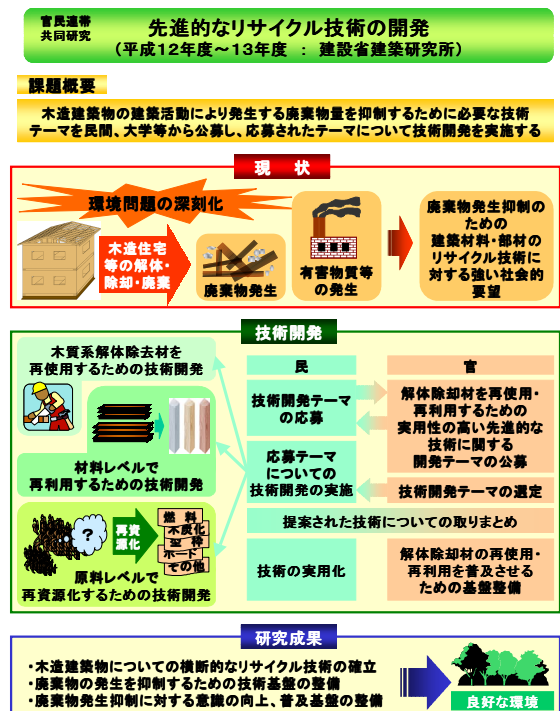 官民連帯
共同研究
先進的なリサイクル技術の開発
（平成12年度～13年度 ： 建設省建築研究所）
課題概要
木造建築物の建築活動により発生する廃棄物量を抑制するために必要な技術
テーマを民間、大学等から公募し、応募されたテーマについて技術開発を実施する
現 状
環境問題の深刻化
木造住宅
等の解体・
除却・廃棄
廃棄物発生
有害物質等
の発生
廃棄物発生抑制の
ための
建築材料・部材の
リサイクル技術に
対する強い社会的
要望
技術開発
木質系解体除去材を
再使用するための技術開発
材料レベルで
再利用するための技術開発
?
再資
源化
燃料
木炭化
型枠
ボード
その他
原料レベルで
再資源化するための技術開発
民
官
技術開発テーマ
の応募
解体除却材を再使用・
再利用するための
実用性の高い先進的な
技術に関する
開発テーマの公募
応募テーマ
についての
技術開発の実施
技術開発テーマの選定
提案された技術についての取りまとめ
技術の実用化
解体除却材の再使用・
再利用を普及させる
ための基盤整備
研究成果
・木造建築物についての横断的なリサイクル技術の確立
・廃棄物の発生を抑制するための技術基盤の整備
・廃棄物発生抑制に対する意識の向上、普及基盤の整備
良好な環境